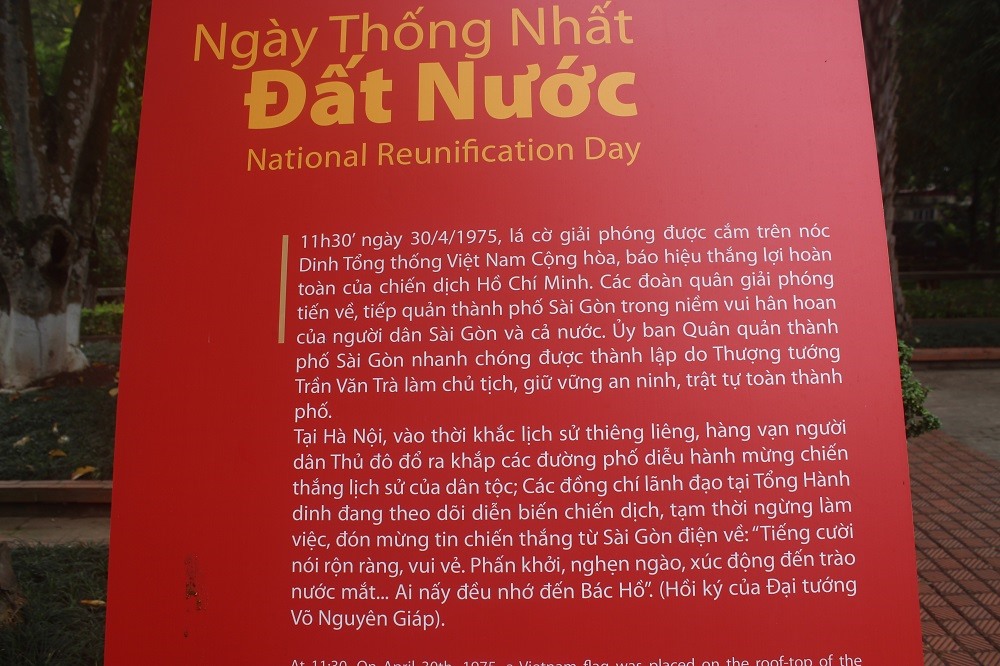 Ngày Thống Nhất
Đất Nước
National Reunification Day
11h30’ ngày 30/4/1975, lá cờ giải phóng được cắm trên nóc
Dinh Tổng thống Việt Nam Cộng hòa, báo hiệu thắng lợi hoàn
toàn của chiến dịch Hồ Chí Minh. Các đoàn quân giải phóng
tiến về, tiếp quản thành phố Sài Gòn trong niềm vui hân hoan
của người dân Sài Gòn và cả nước. Ủy ban Quân quản thành
phố Sài Gòn nhanh chóng được thành lập do Thượng tướng
Trần Văn Trà làm chủ tịch, giữ vững an ninh, trật tự toàn thành
phố.
Tại Hà Nội, vào thời khắc lịch sử thiêng liêng, hàng vạn người
dân Thủ đô đổ ra khắp các đường phố diễu hành mừng chiến
thắng lịch sử của dân tộc; Các đồng chí lãnh đạo tại Tổng Hành
dinh đang theo dõi diễn biến chiến dịch, tạm thời ngừng làm
việc, đón mừng tin chiến thắng từ Sài Gòn điện về: “Tiếng cười
nói rộn ràng, vui vẻ. Phấn khởi, nghẹn ngào, xúc động đến trào
nước mắt... Ai nấy đều nhớ đến Bác Hồ”. (Hồi ký của Đại tướng
Võ Nguyên Giáp).
At 11:30, On April 30th, 1975, a Vietnam flag was placed on the roof-top of the